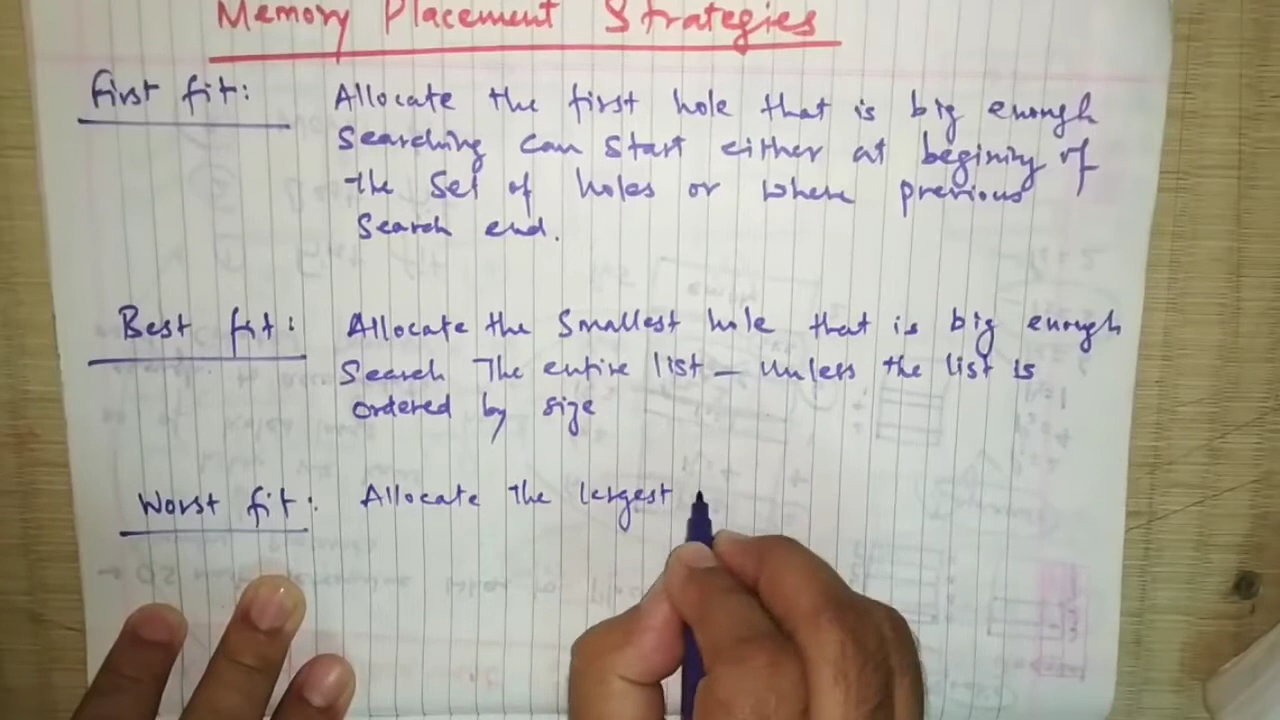 Memory Placement Strategies
First fit: Allocate the first hole that is big enough
Searching can start either at begining of
the set of holes or where previous
Search end.
Best fit: Allocate the smallest hole that is big enough
Search The entire list – unless the list is
ordered by size
Worst fit: Allocate the largest